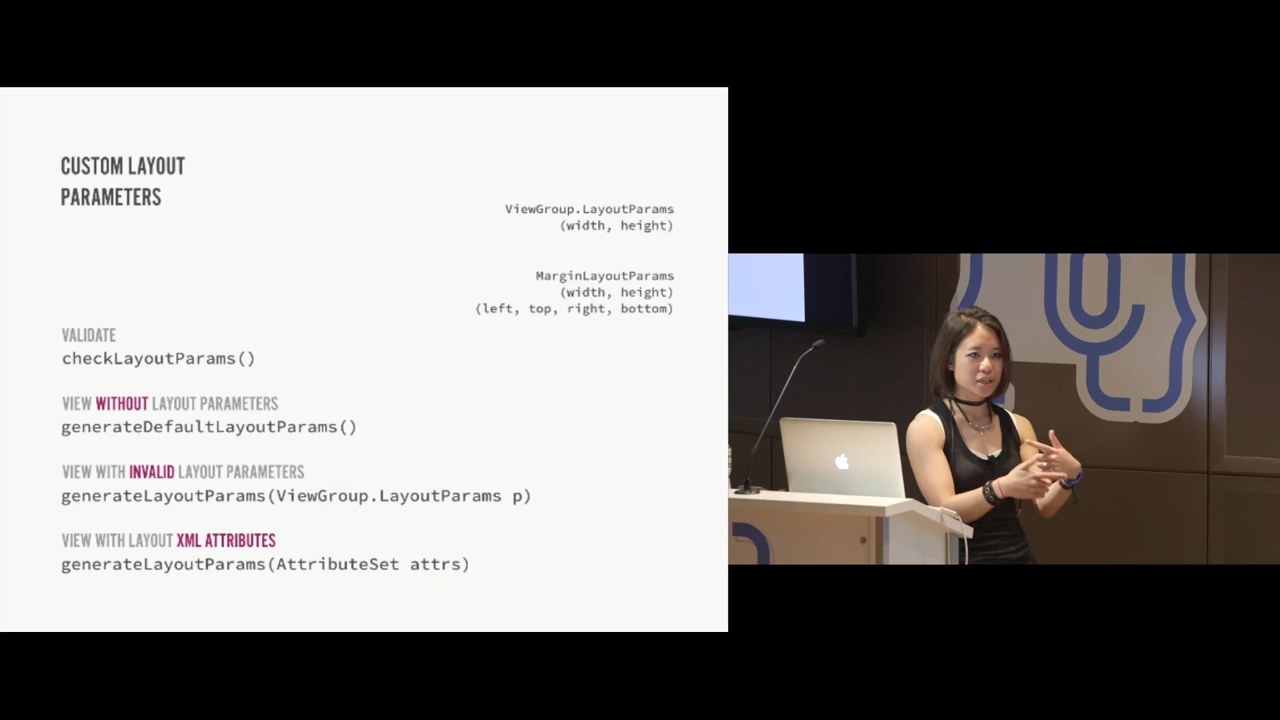 CUSTOM LAYOUT
PARAMETERS
ViewGroup.LayoutParams
(width, height)
MarginLayoutParams
(width, height)
(left, top, right, bottom)
VALIDATE
checkLayoutParams()
VIEW WITHOUT LAYOUT PARAMETERS
generateDefaultLayoutParams()
VIEW WITH INVALID LAYOUT PARAMETERS
generateLayoutParams(ViewGroup.LayoutParams p)
VIEW WITH LAYOUT XML ATTRIBUTES
generateLayoutParams(AttributeSet attrs)